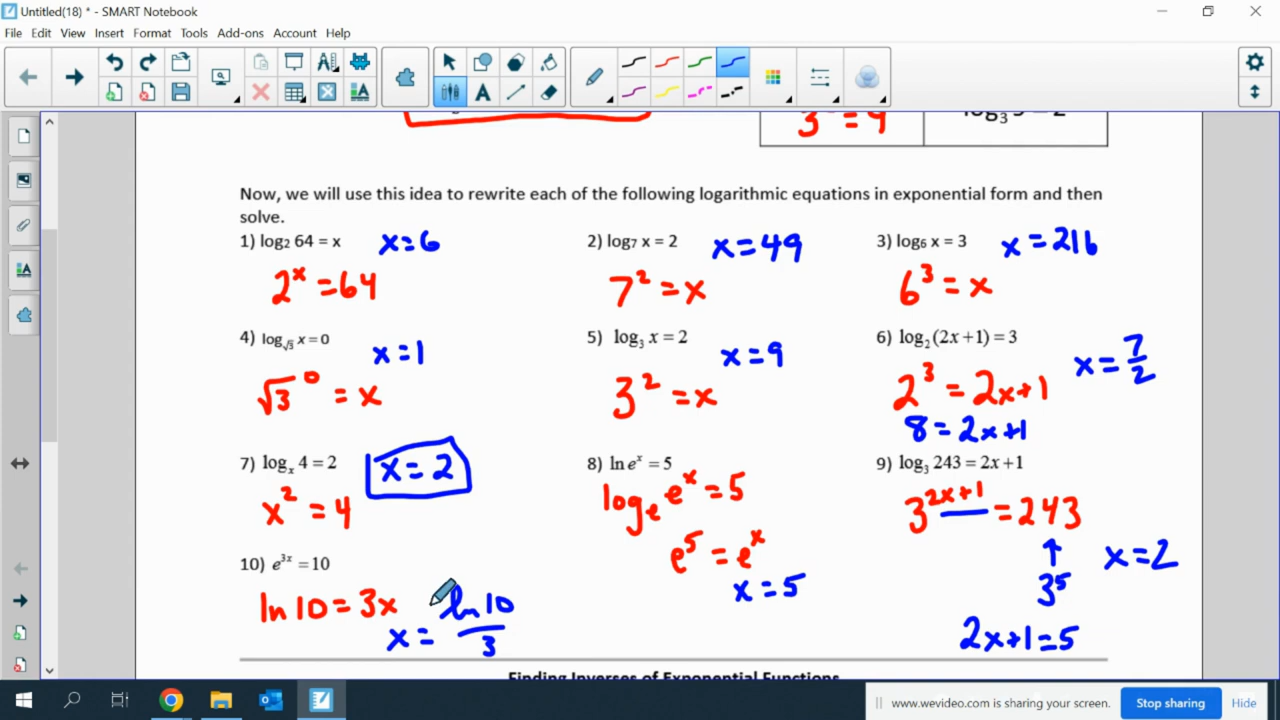 Untitled(18) * - SMART Notebook
File Edit View Insert Format Tools Add-ons Account Help
3² = 9
Now, we will use this idea to rewrite each of the following logarithmic equations in exponential form and then
solve.
1) log₂ 64 = x x=6
2) log₇ x = 2 x=49
3) log₆ x = 3 x=216
2ˣ = 64
7² = x
6³ = x
4) log_√3 x = 0 x=1
5) log₃ x = 2 x=9
6) log₂ (2x+1) = 3 x=7/2
√3⁰ = x
3² = x
2³ = 2x+1
8 = 2x+1
7) logₓ 4 = 2 x=2
8) ln eˣ = 5
9) log₃ 243 = 2x+1
x² = 4
logₑ eˣ = 5
3²ˣ⁺¹ = 243
e⁵ = eˣ
↑ x=2
10) e³ˣ = 10
x=5
3⁵
ln10 = 3x
x = ln10/3
2x+1=5
Finding Inverses of Exponential Functions
www.wevideo.com is sharing your screen. Stop sharing Hide